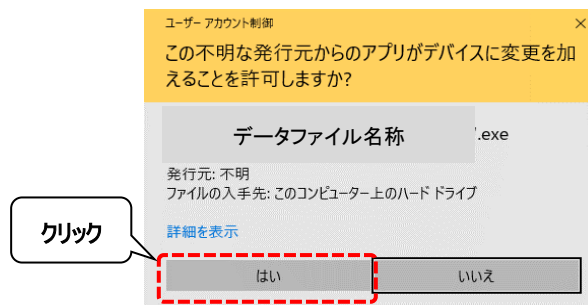 ユーザー アカウント制御
この不明な発行元からのアプリがデバイスに変更を加
えることを許可しますか?
データファイル名称 .exe
発行元: 不明
ファイルの入手先: このコンピューター上のハード ドライブ
クリック
詳細を表示
はい いいえ